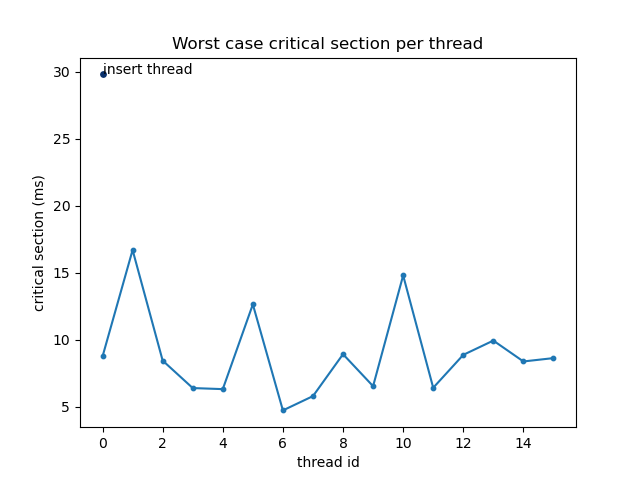 Worst case critical section per thread
insert thread
30
25
20
15
10
5
critical section (ms)
0 2 4 6 8 10 12 14
thread id